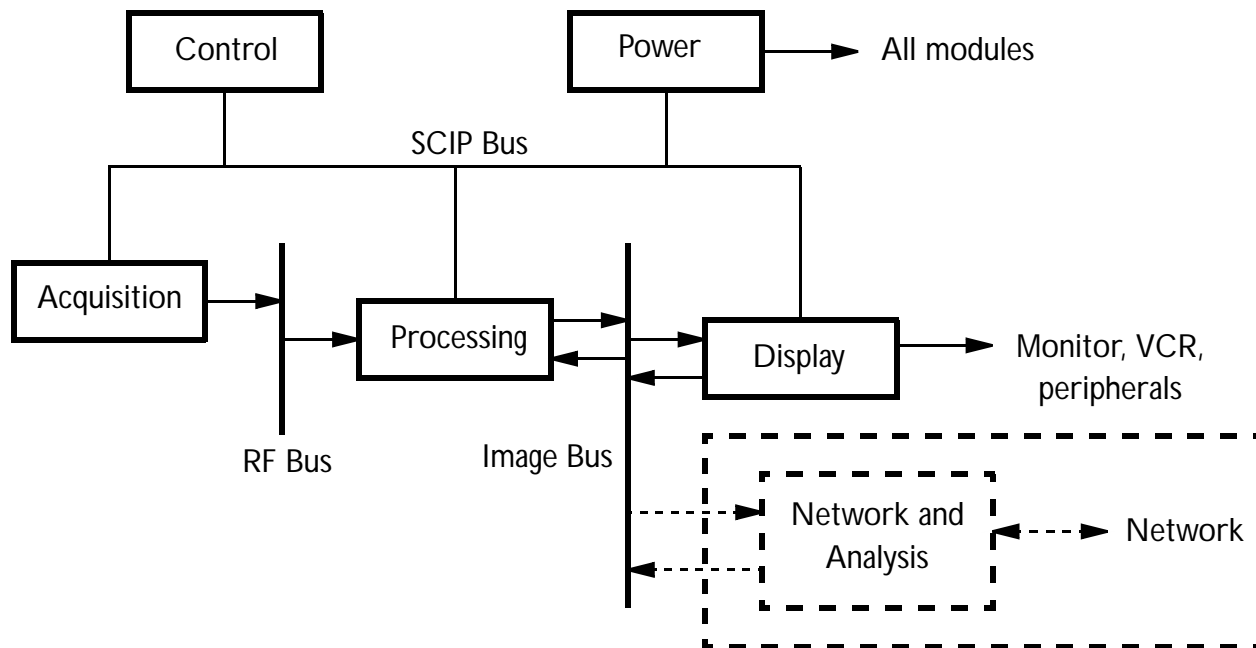 Control
Power
All modules
SCIP Bus
Acquisition
Processing
Display
Monitor, VCR,
peripherals
RF Bus
Image Bus
Network and
Analysis
Network